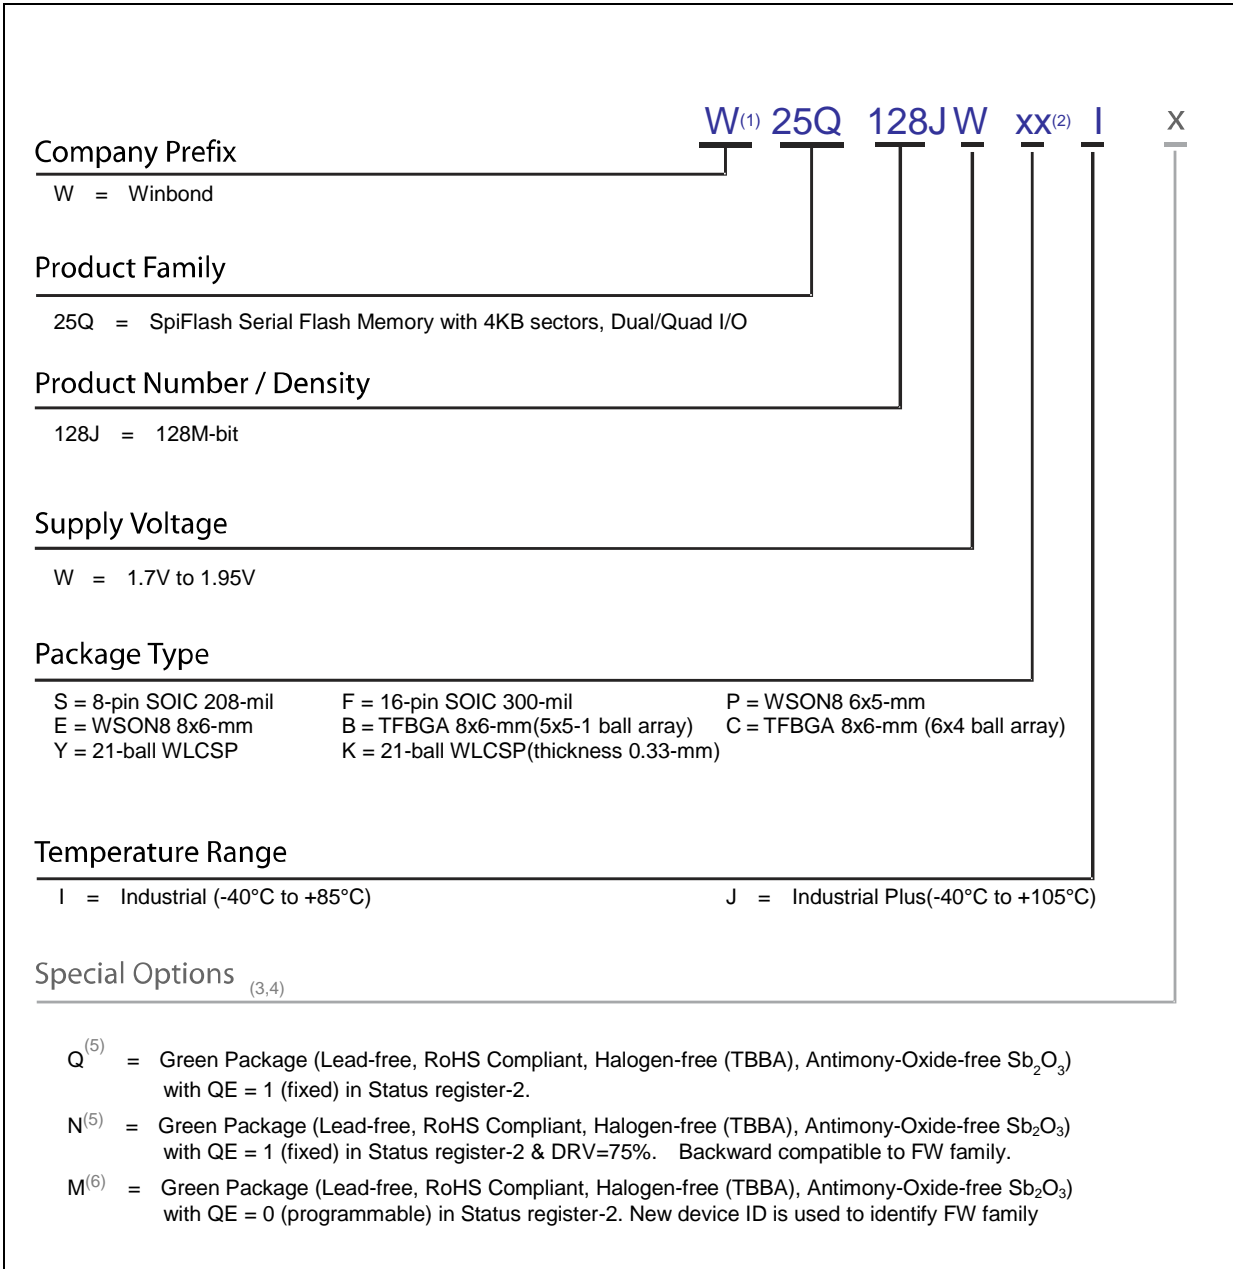 W(1) 25Q 128J W xx(2) I x
Company Prefix
W = Winbond
Product Family
25Q = SpiFlash Serial Flash Memory with 4KB sectors, Dual/Quad I/O
Product Number / Density
128J = 128M-bit
Supply Voltage
W = 1.7V to 1.95V
Package Type
S = 8-pin SOIC 208-mil F = 16-pin SOIC 300-mil P = WSON8 6x5-mm
E = WSON8 8x6-mm B = TFBGA 8x6-mm(5x5-1 ball array) C = TFBGA 8x6-mm (6x4 ball array)
Y = 21-ball WLCSP K = 21-ball WLCSP(thickness 0.33-mm)
Temperature Range
I = Industrial (-40°C to +85°C) J = Industrial Plus(-40°C to +105°C)
Special Options (3,4)
Q(5) = Green Package (Lead-free, RoHS Compliant, Halogen-free (TBBA), Antimony-Oxide-free Sb₂O₃)
with QE = 1 (fixed) in Status register-2.
N(5) = Green Package (Lead-free, RoHS Compliant, Halogen-free (TBBA), Antimony-Oxide-free Sb₂O₃)
with QE = 1 (fixed) in Status register-2 & DRV=75%. Backward compatible to FW family.
M(6) = Green Package (Lead-free, RoHS Compliant, Halogen-free (TBBA), Antimony-Oxide-free Sb₂O₃)
with QE = 0 (programmable) in Status register-2. New device ID is used to identify FW family